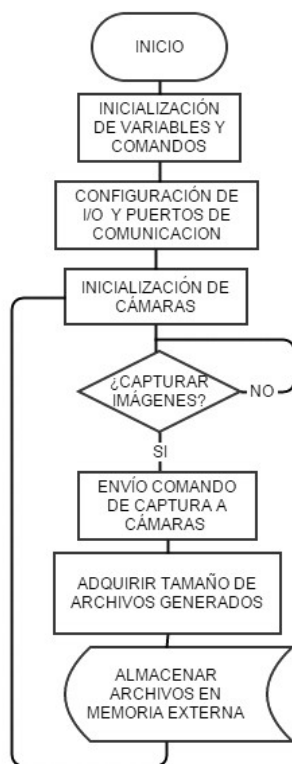 INICIO
INICIALIZACIÓN
DE VARIABLES Y
COMANDOS
CONFIGURACIÓN DE
I/O Y PUERTOS DE
COMUNICACION
INICIALIZACIÓN DE
CÁMARAS
¿CAPTURAR
IMÁGENES?
NO
SI
ENVÍO COMANDO
DE CAPTURA A
CÁMARAS
ADQUIRIR TAMAÑO DE
ARCHIVOS GENERADOS
ALMACENAR
ARCHIVOS EN
MEMORIA EXTERNA